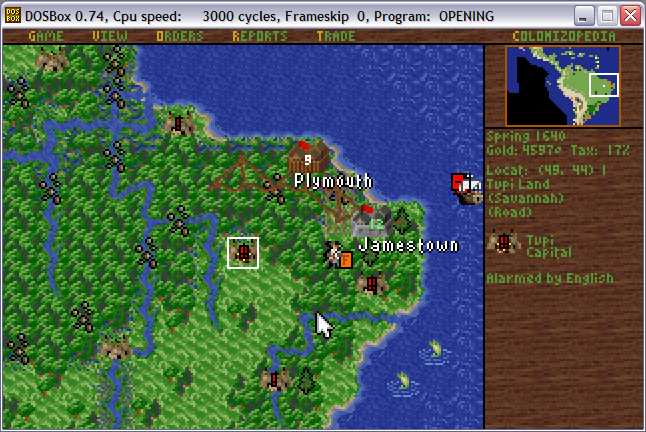 DOSBox 0.74, Cpu speed: 3000 cycles, Frameskip 0, Program: OPENING
GAME VIEW ORDERS REPORTS TRADE COLONIZOPEDIA
Spring 1640
Gold: 4597¢ Tax: 17%
Locat: (49, 44) 1
Tupi Land
(Savannah)
(Road)
Tupi
Capital
Alarmed by English
9
Plymouth
Jamestown